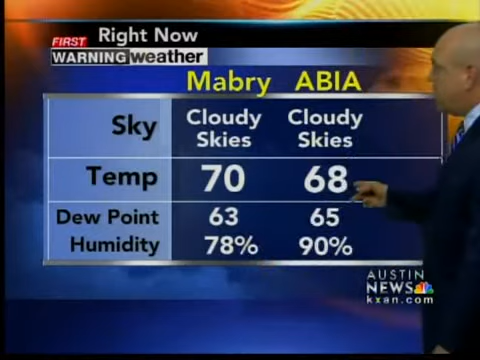 Right Now
FIRST
WARNING weather
Mabry ABIA
Sky Cloudy Skies Cloudy Skies
Temp 70 68
Dew Point 63 65
Humidity 78% 90%
AUSTIN
NEWS
kxan.com